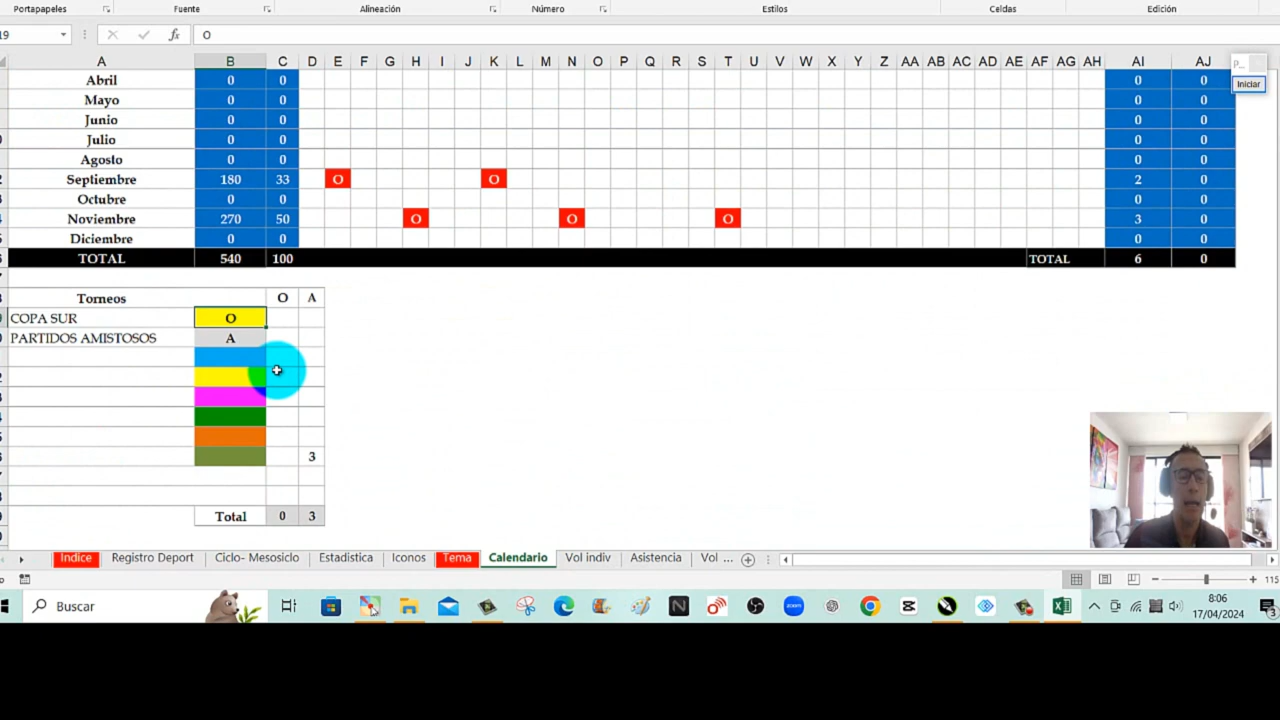 Portapapeles Fuente Alineación Número Estilos Celdas Edición
19 fx O
A B C D E F G H I J K L M N O P Q R S T U V W X Y Z AA AB AC AD AE AF AG AH AI AJ
P...
Iniciar
Abril 0 0 0 0
Mayo 0 0 0 0
Junio 0 0 0 0
Julio 0 0 0 0
Agosto 0 0 0 0
Septiembre 180 33 O O 2 0
Octubre 0 0 0 0
Noviembre 270 50 O O O 3 0
Diciembre 0 0 0 0
TOTAL 540 100 TOTAL 6 0
Torneos O A
COPA SUR O
PARTIDOS AMISTOSOS A
3
Total 0 3
Indice Registro Deport Ciclo- Mesosiclo Estadistica Iconos Tema Calendario Vol indiv Asistencia Vol ...
115
Buscar
zoom
8:06
17/04/2024
3